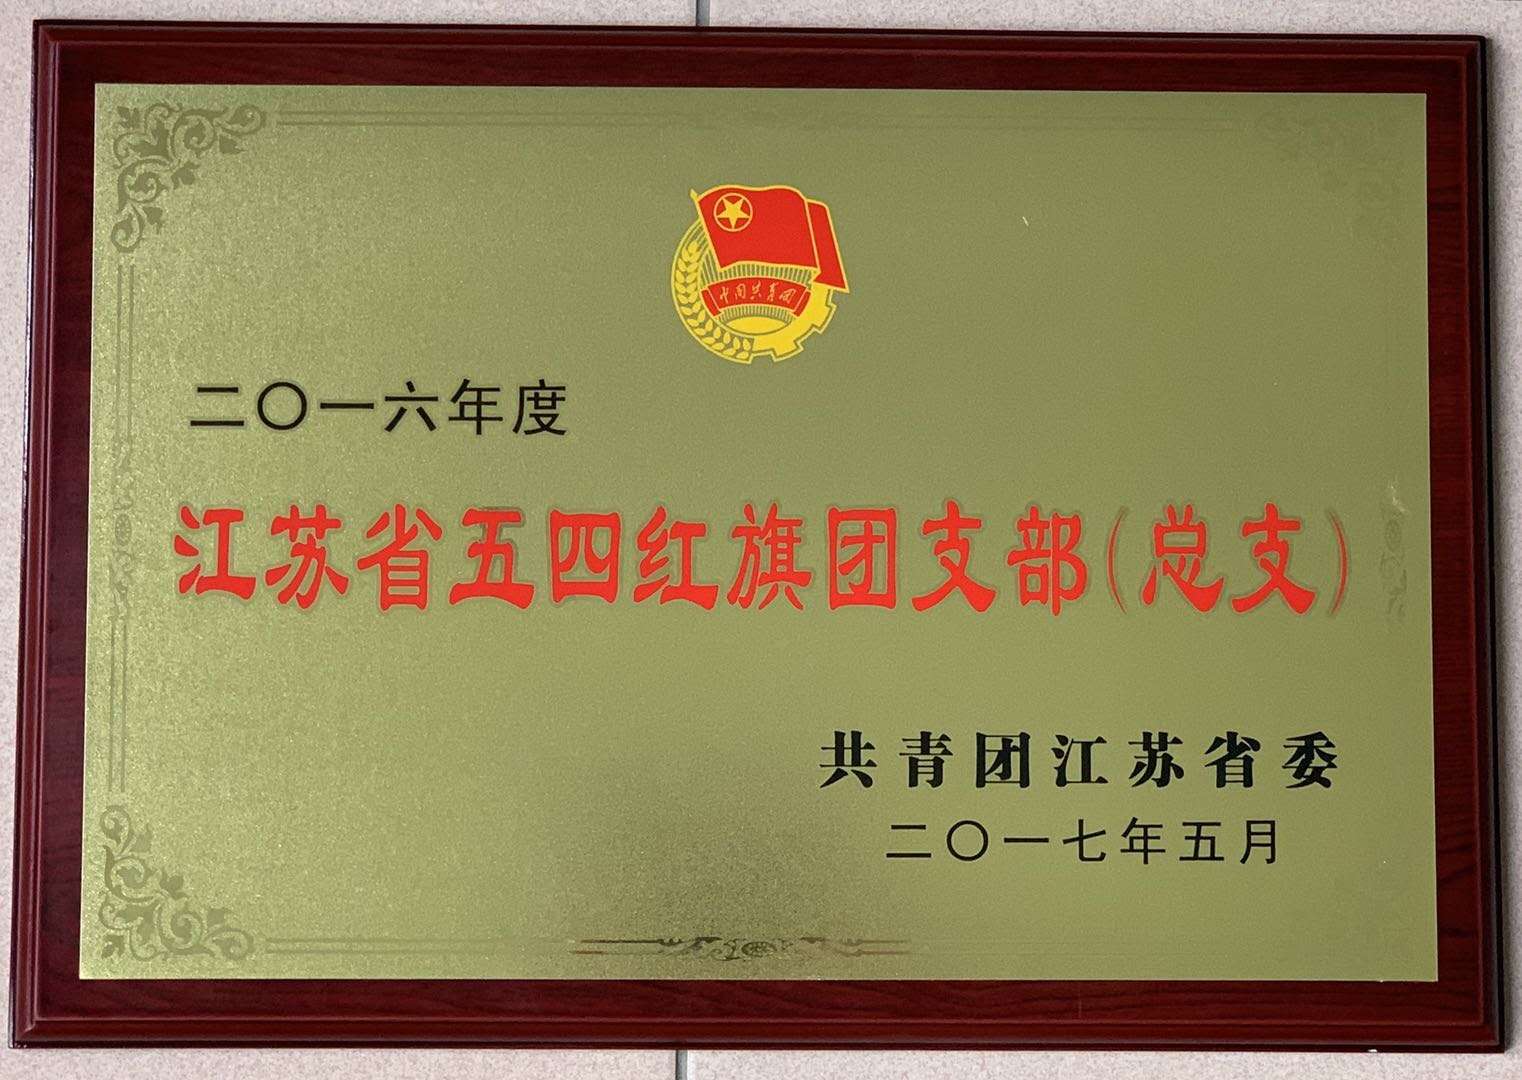 中国共青团
二〇一六年度
江苏省五四红旗团支部(总支)
共青团江苏省委
二〇一七年五月